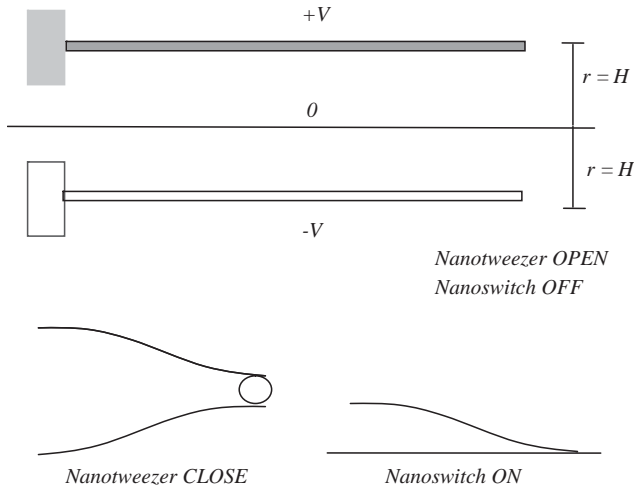 +V
r = H
0
r = H
-V
Nanotweezer OPEN
Nanoswitch OFF
Nanotweezer CLOSE
Nanoswitch ON